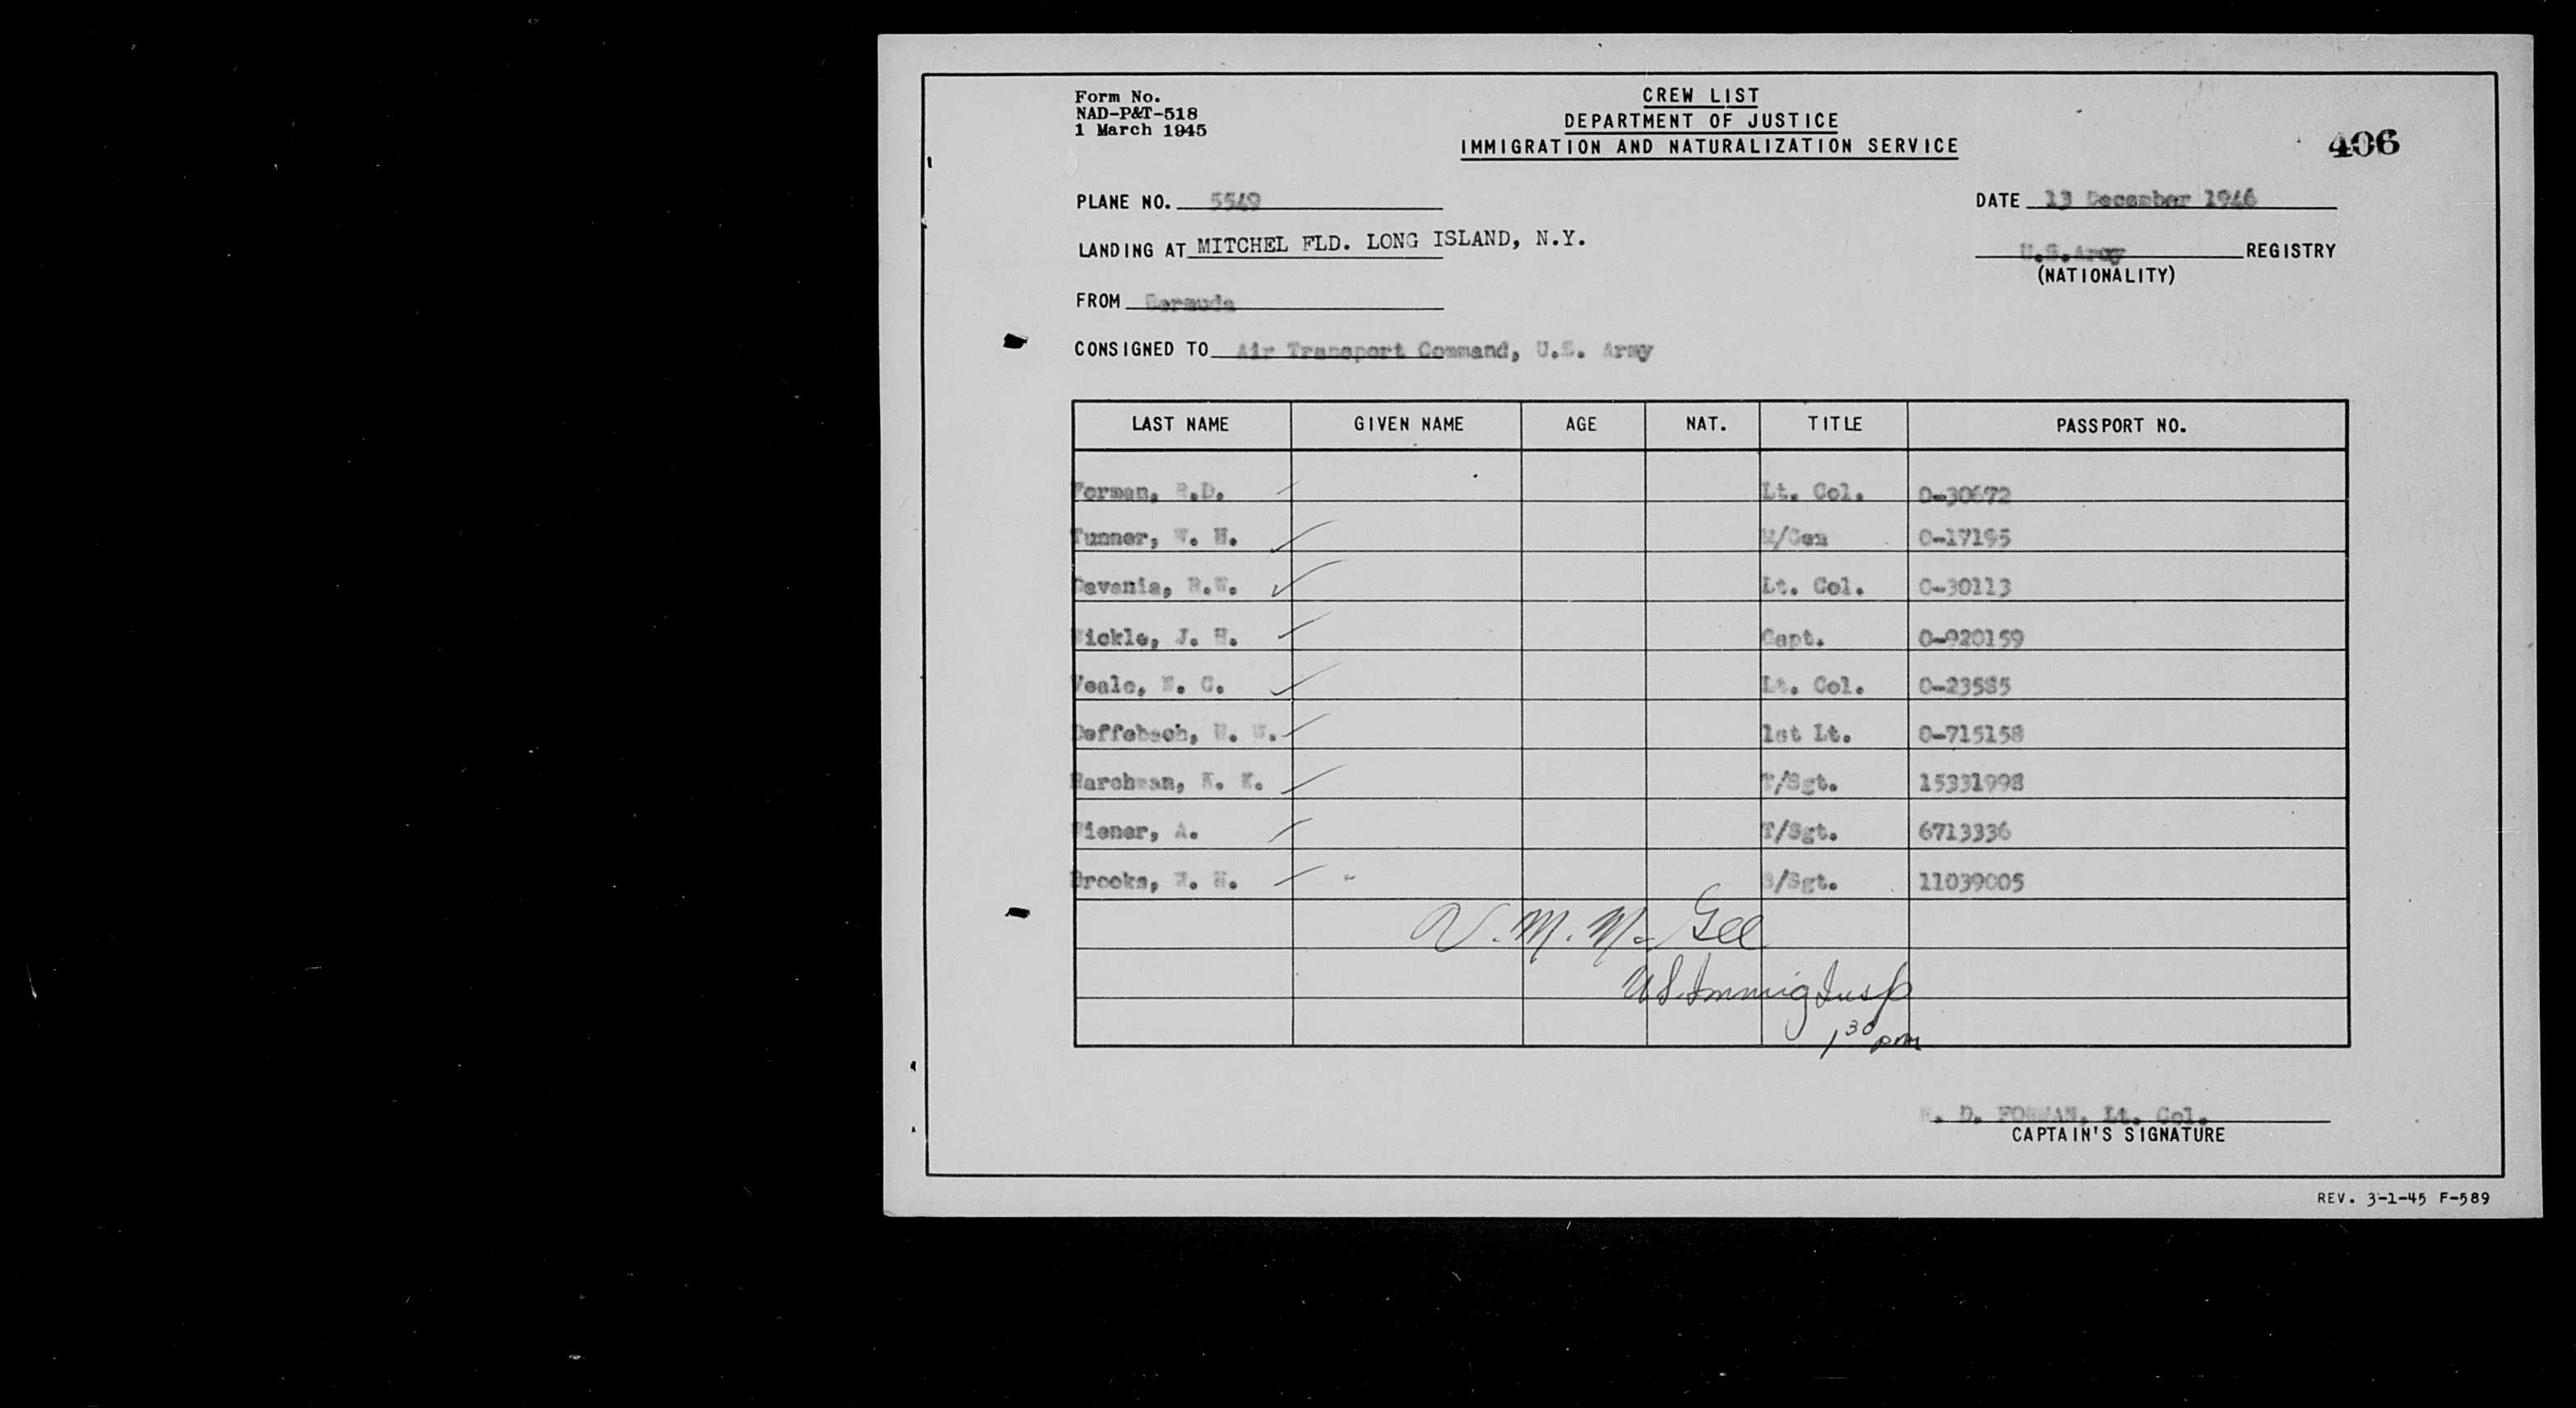 Form No.
NAD-P&T-518
1 March 1945
CREW LIST
DEPARTMENT OF JUSTICE
IMMIGRATION AND NATURALIZATION SERVICE
406
PLANE NO. 5549
DATE 13 December 1946
LANDING AT MITCHEL FLD. LONG ISLAND, N.Y.
U.S.Army REGISTRY
(NATIONALITY)
FROM Bermuda
CONSIGNED TO Air Transport Command, U.S. Army
LAST NAME GIVEN NAME AGE NAT. TITLE PASSPORT NO.
Forman, R.D. Lt. Col. O-30672
Tunner, W. H. M/Gen O-17195
Lt. Col. O-30113
J. H. Capt. O-920159
Veale, Lt. Col. O-23585
Deffebach, 1st Lt. O-715158
T/Sgt. 15331998
Wiener, A. T/Sgt. 6713336
Brooks, S/Sgt. 11039005
V. M. McGee
US Immig Insp
1 30 pm
R. D. FORMAN, Lt. Col.
CAPTAIN'S SIGNATURE
REV. 3-1-45 F-589